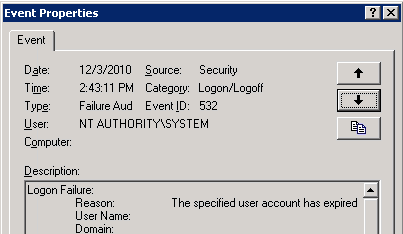 Event Properties
Event
Date: 12/3/2010 Source: Security
Time: 2:43:11 PM Category: Logon/Logoff
Type: Failure Aud Event ID: 532
User: NT AUTHORITY\SYSTEM
Computer:
Description:
Logon Failure:
Reason: The specified user account has expired
User Name:
Domain: